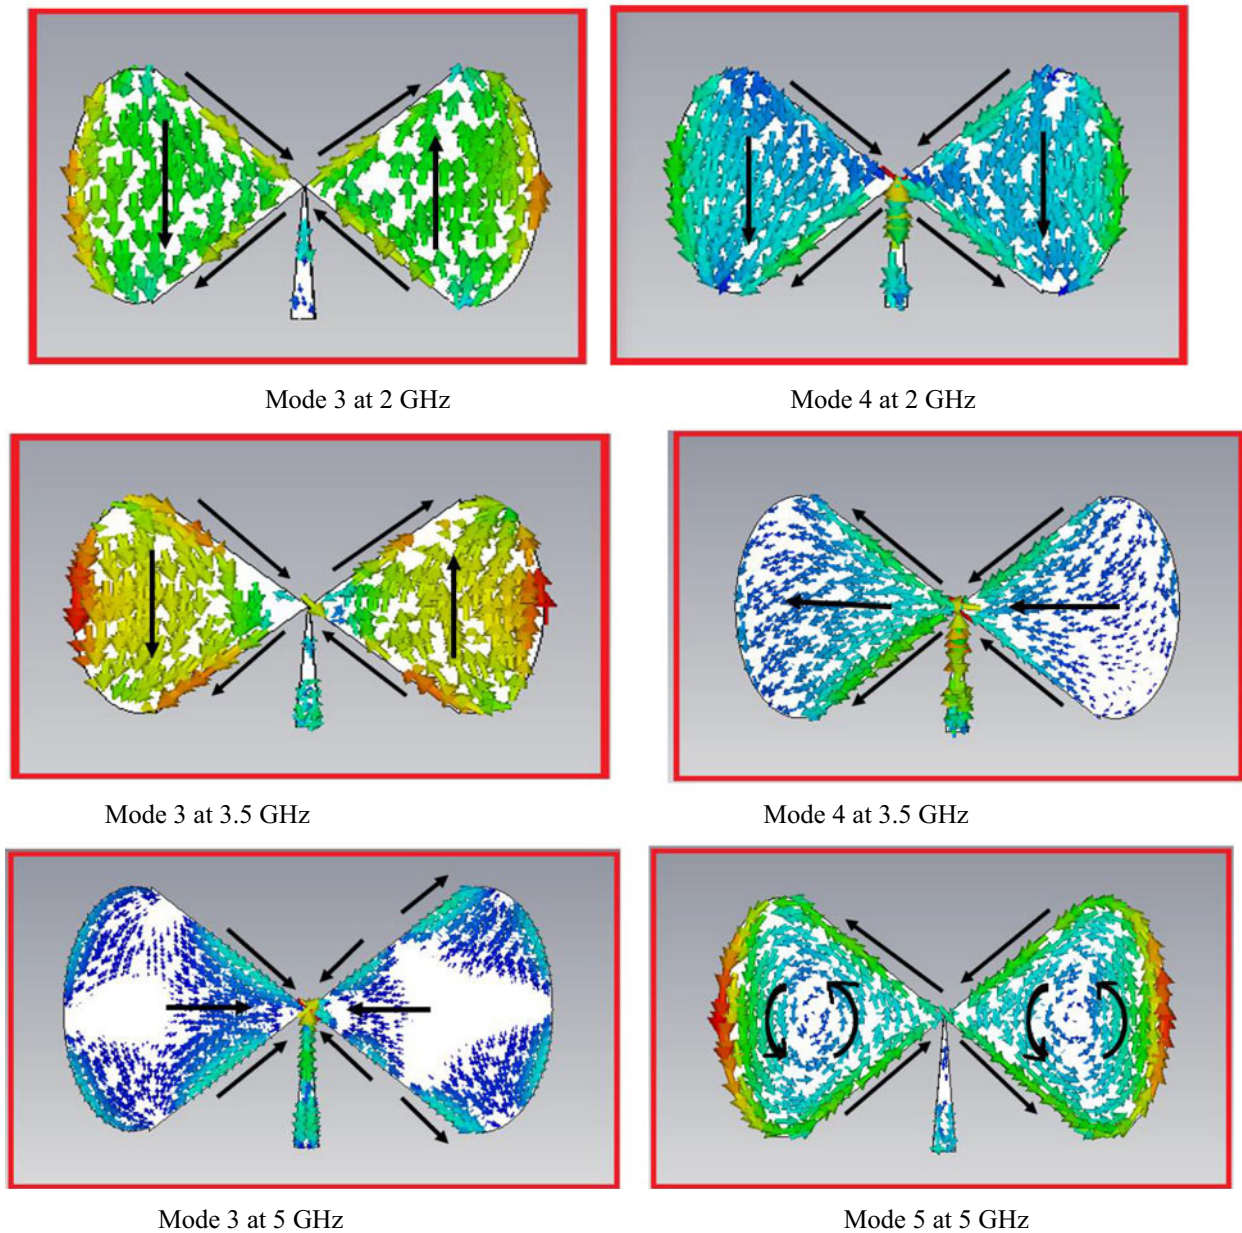 Mode 3 at 2 GHz
Mode 4 at 2 GHz
Mode 3 at 3.5 GHz
Mode 4 at 3.5 GHz
Mode 3 at 5 GHz
Mode 5 at 5 GHz